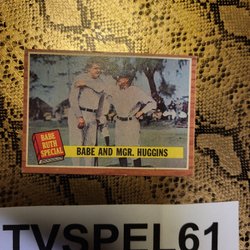 BABE
RUTH
SPECIAL
BABE AND MGR. HUGGINS
TVSPEL61